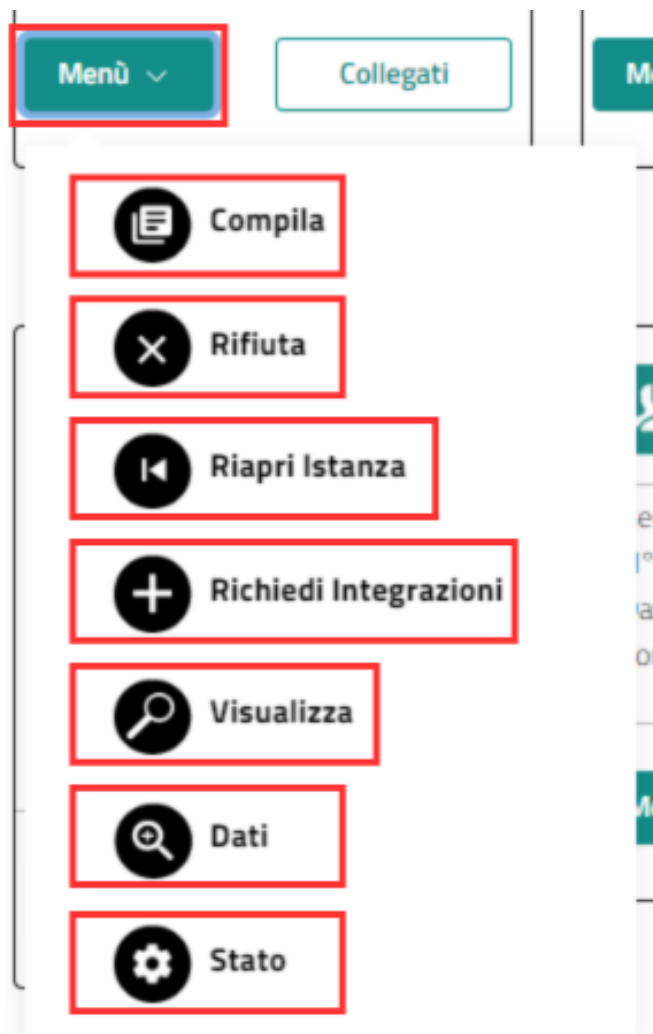 Menù
Collegati
Compila
Rifiuta
Riapri Istanza
Richiedi Integrazioni
Visualizza
Dati
Stato